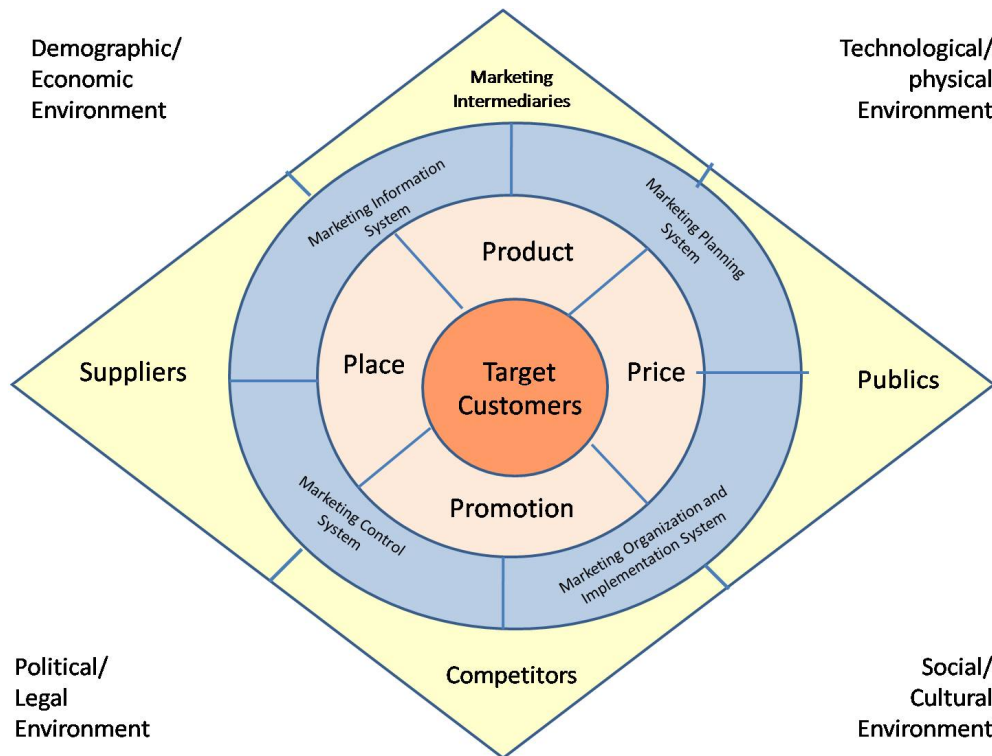 Demographic/
Economic
Environment
Technological/
physical
Environment
Marketing
Intermediaries
Marketing Information
System
Marketing Planning
System
Product
Suppliers
Place
Target
Customers
Price
Publics
Promotion
Marketing Control
System
Marketing Organization and
Implementation System
Competitors
Political/
Legal
Environment
Social/
Cultural
Environment